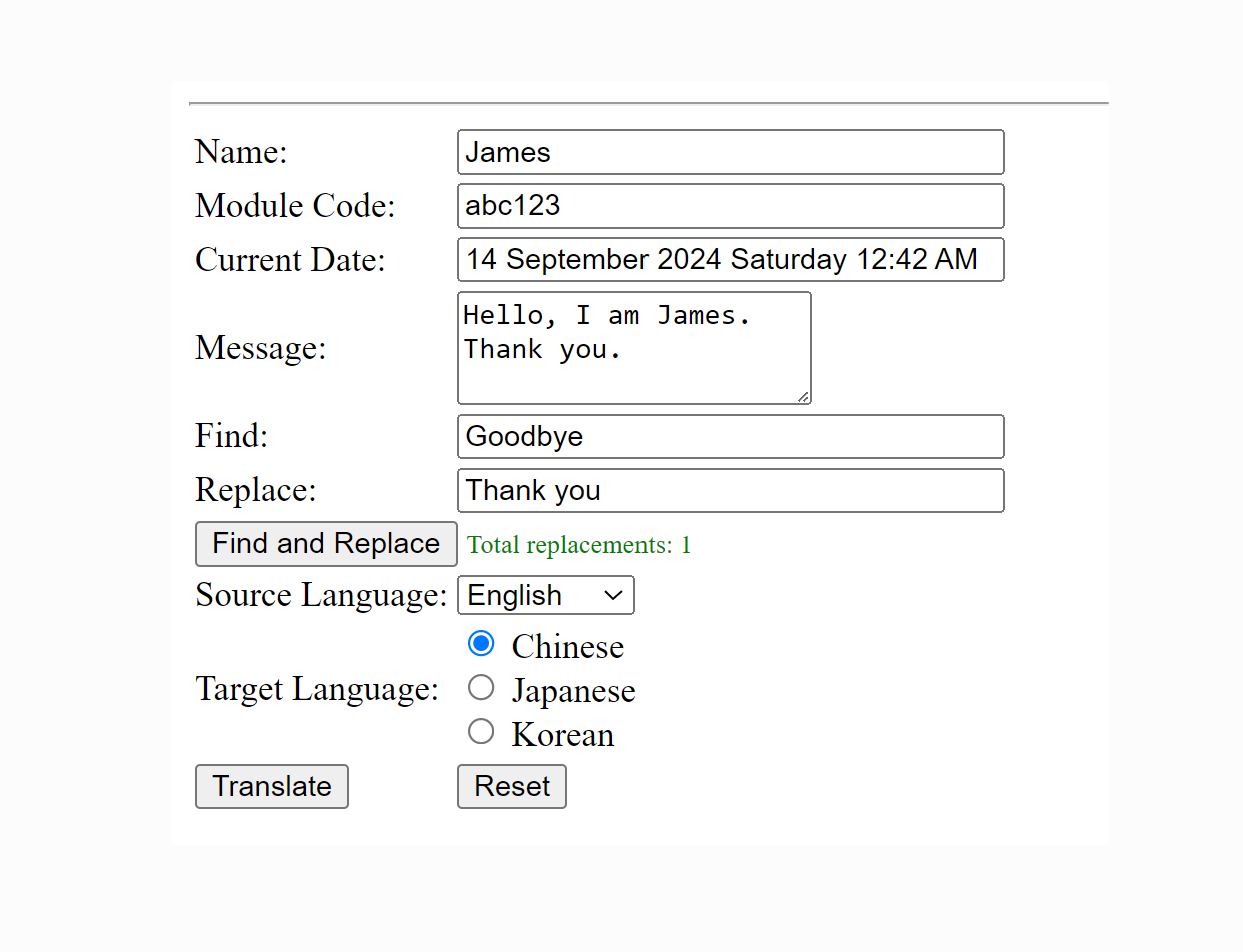 Name: James
Module Code: abc123
Current Date: 14 September 2024 Saturday 12:42 AM
Message: Hello, I am James.
Thank you.
Find: Goodbye
Replace: Thank you
Find and Replace Total replacements: 1
Source Language: English
Target Language: Chinese
Japanese
Korean
Translate Reset